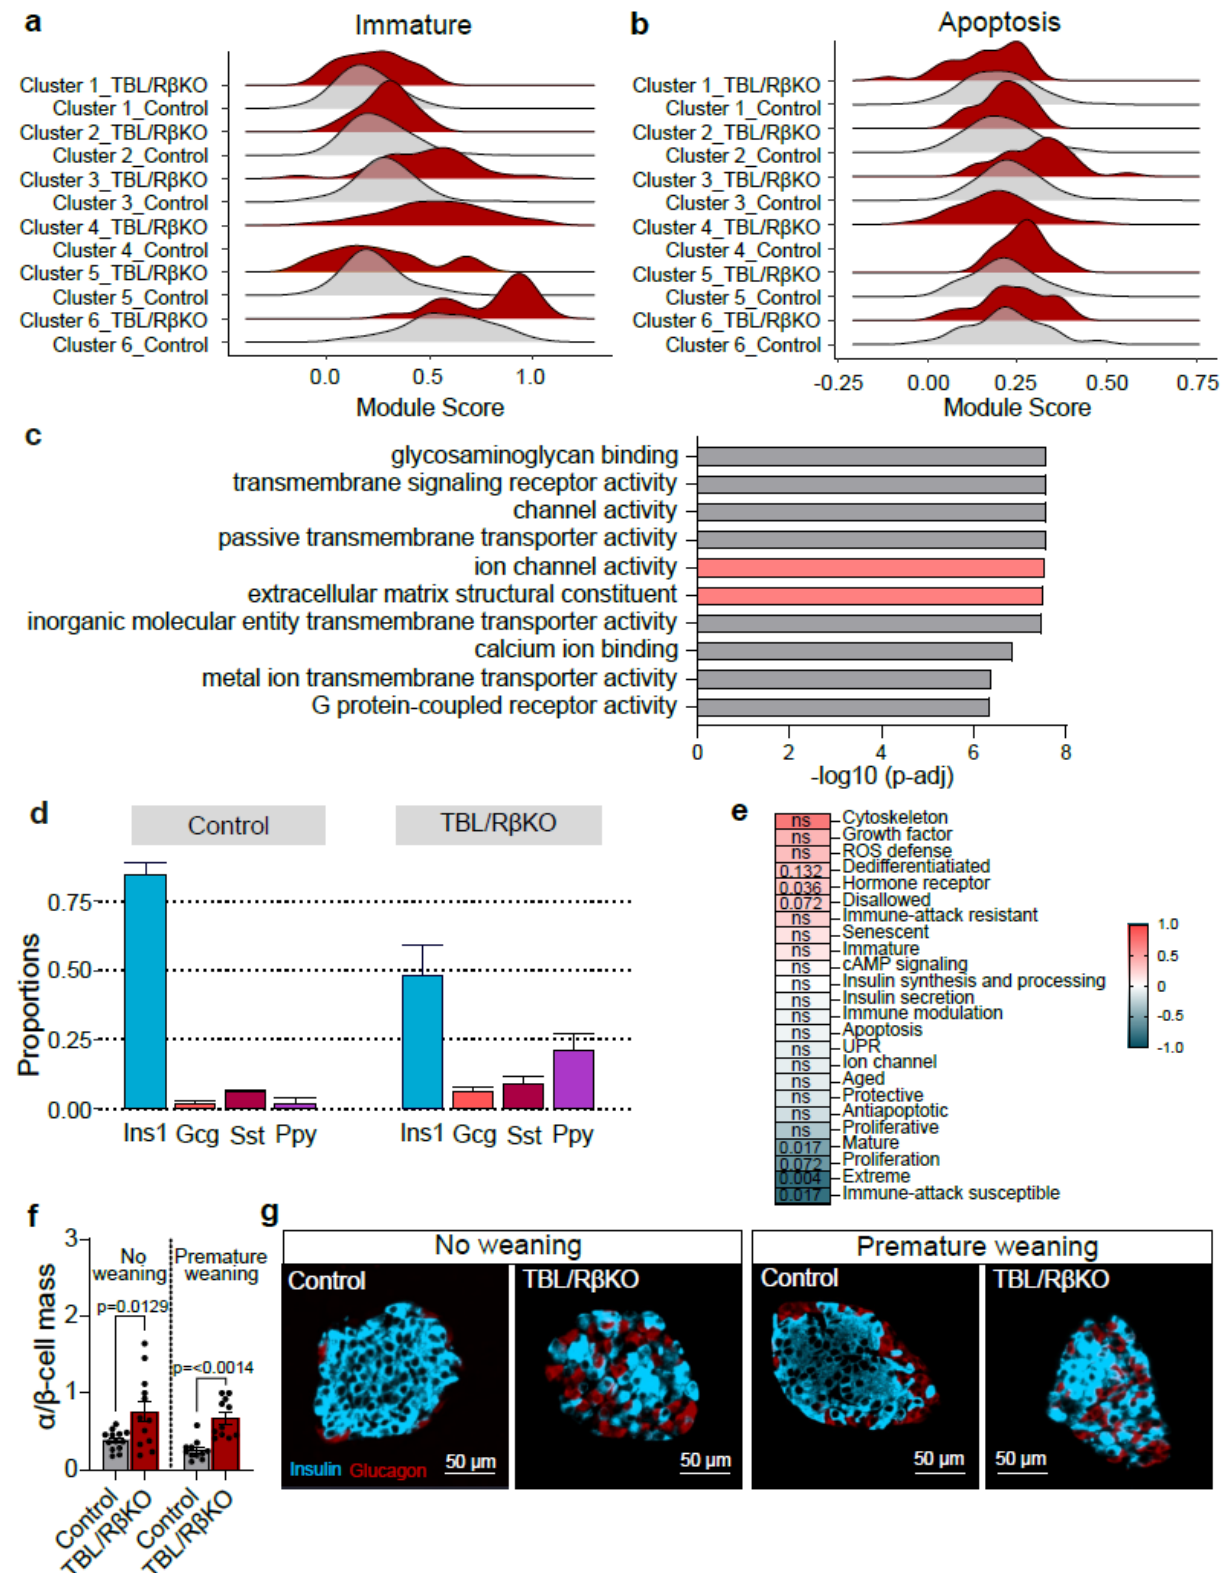 a
Immature
Cluster 1_TBL/RβKO
Cluster 1_Control
Cluster 2_TBL/RβKO
Cluster 2_Control
Cluster 3_TBL/RβKO
Cluster 3_Control
Cluster 4_TBL/RβKO
Cluster 4_Control
Cluster 5_TBL/RβKO
Cluster 5_Control
Cluster 6_TBL/RβKO
Cluster 6_Control
0.0 0.5 1.0
Module Score
b
Apoptosis
Cluster 1_TBL/RβKO
Cluster 1_Control
Cluster 2_TBL/RβKO
Cluster 2_Control
Cluster 3_TBL/RβKO
Cluster 3_Control
Cluster 4_TBL/RβKO
Cluster 4_Control
Cluster 5_TBL/RβKO
Cluster 5_Control
Cluster 6_TBL/RβKO
Cluster 6_Control
-0.25 0.00 0.25 0.50 0.75
Module Score
c
glycosaminoglycan binding
transmembrane signaling receptor activity
channel activity
passive transmembrane transporter activity
ion channel activity
extracellular matrix structural constituent
inorganic molecular entity transmembrane transporter activity
calcium ion binding
metal ion transmembrane transporter activity
G protein-coupled receptor activity
0 2 4 6 8
-log10 (p-adj)
d
Control TBL/RβKO
Proportions
0.75
0.50
0.25
0.00
Ins1 Gcg Sst Ppy Ins1 Gcg Sst Ppy
e
ns Cytoskeleton
ns Growth factor
ns ROS defense
0.132 Dedifferentiatiated
0.036 Hormone receptor
0.072 Disallowed
ns Immune-attack resistant
ns Senescent
ns Immature
ns cAMP signaling
ns Insulin synthesis and processing
ns Insulin secretion
ns Immune modulation
ns Apoptosis
ns UPR
ns Ion channel
ns Aged
ns Protective
ns Antiapoptotic
ns Proliferative
0.017 Mature
0.072 Proliferation
0.004 Extreme
0.017 Immune-attack susceptible
1.0
0.5
0
-0.5
-1.0
f
α/β-cell mass
3
2
1
0
No
weaning
Premature
weaning
p=0.0129
p=<0.0014
Control
TBL/RβKO
Control
TBL/RβKO
g
No weaning
Premature weaning
Control
TBL/RβKO
Control
TBL/RβKO
Insulin Glucagon 50 µm
50 µm
50 µm
50 µm